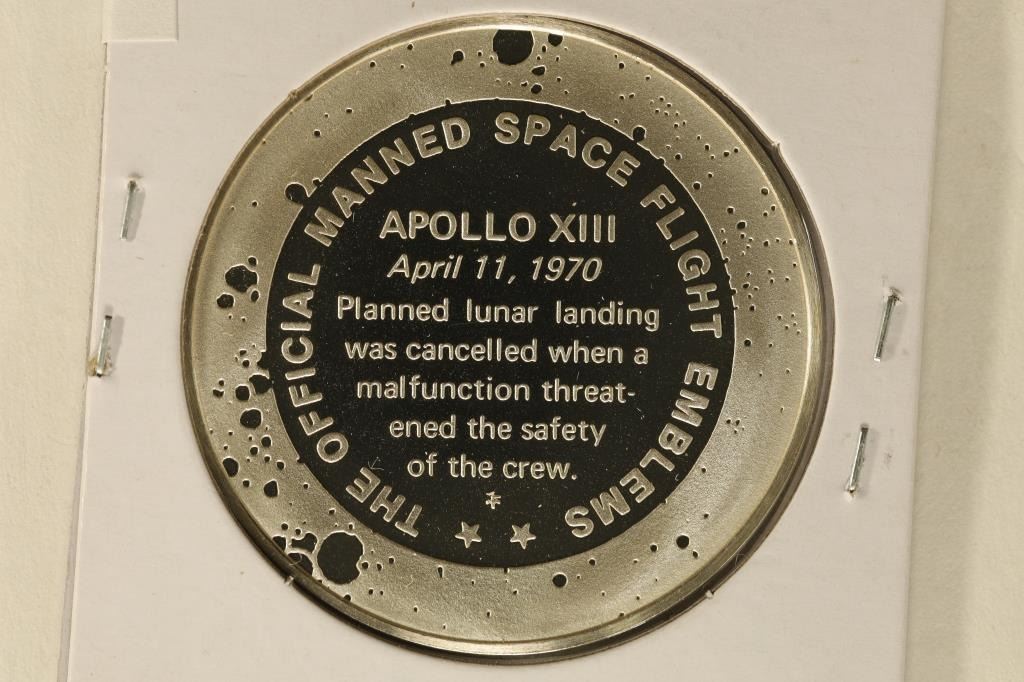 THE OFFICIAL MANNED SPACE FLIGHT EMBLEMS
APOLLO XIII
April 11, 1970
Planned lunar landing
was cancelled when a
malfunction threat-
ened the safety
of the crew.